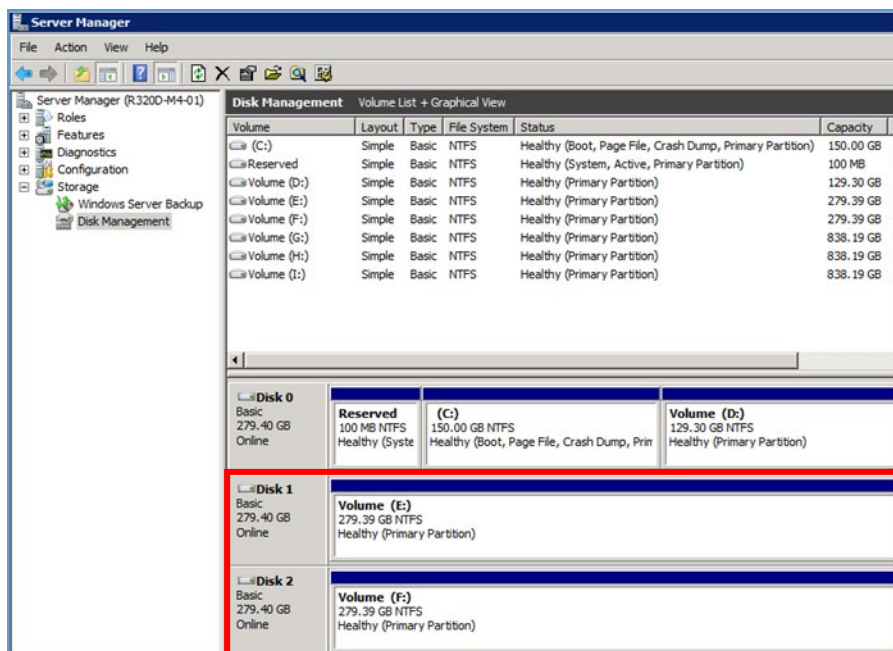 Server Manager
File Action View Help
Server Manager (R320D-M4-01)
Roles
Features
Diagnostics
Configuration
Storage
Windows Server Backup
Disk Management
Disk Management Volume List + Graphical View
Volume Layout Type File System Status Capacity
(C:) Simple Basic NTFS Healthy (Boot, Page File, Crash Dump, Primary Partition) 150.00 GB
Reserved Simple Basic NTFS Healthy (System, Active, Primary Partition) 100 MB
Volume (D:) Simple Basic NTFS Healthy (Primary Partition) 129.30 GB
Volume (E:) Simple Basic NTFS Healthy (Primary Partition) 279.39 GB
Volume (F:) Simple Basic NTFS Healthy (Primary Partition) 279.39 GB
Volume (G:) Simple Basic NTFS Healthy (Primary Partition) 838.19 GB
Volume (H:) Simple Basic NTFS Healthy (Primary Partition) 838.19 GB
Volume (I:) Simple Basic NTFS Healthy (Primary Partition) 838.19 GB
Disk 0
Basic
279.40 GB
Online
Reserved
100 MB NTFS
Healthy (Syste
(C:)
150.00 GB NTFS
Healthy (Boot, Page File, Crash Dump, Prin
Volume (D:)
129.30 GB NTFS
Healthy (Primary Partition)
Disk 1
Basic
279.40 GB
Online
Volume (E:)
279.39 GB NTFS
Healthy (Primary Partition)
Disk 2
Basic
279.40 GB
Online
Volume (F:)
279.39 GB NTFS
Healthy (Primary Partition)